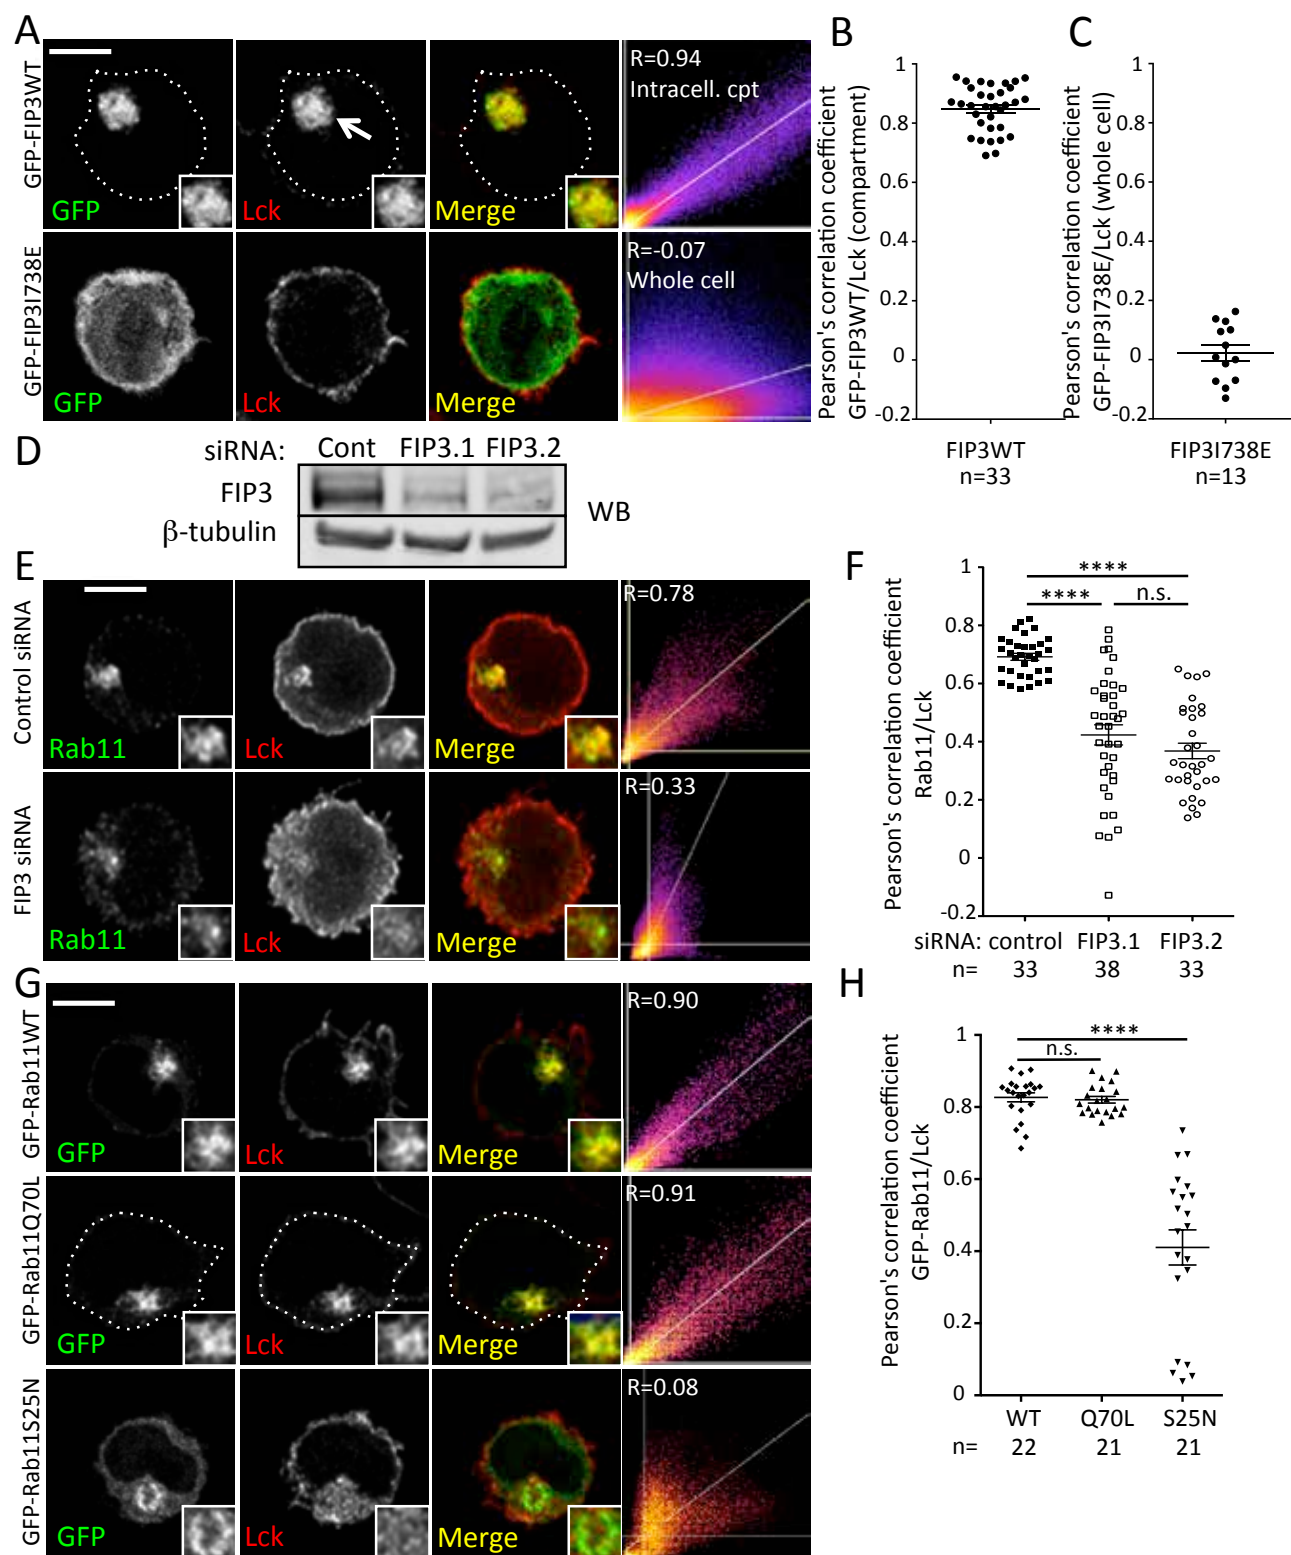 A
GFP-FIP3WT
GFP
Lck
Merge
R=0.94
Intracell. cpt
GFP-FIP3I738E
GFP
Lck
Merge
R=-0.07
Whole cell
B
Pearson's correlation coefficient
GFP-FIP3WT/Lck (compartment)
1
0.8
0.6
0.4
0.2
0
-0.2
FIP3WT
n=33
C
Pearson's correlation coefficient
GFP-FIP3I738E/Lck (whole cell)
1
0.8
0.6
0.4
0.2
0
-0.2
FIP3I738E
n=13
D
siRNA: Cont FIP3.1 FIP3.2
FIP3
β-tubulin
WB
E
Control siRNA
Rab11
Lck
Merge
R=0.78
FIP3 siRNA
Rab11
Lck
Merge
R=0.33
F
Pearson's correlation coefficient
Rab11/Lck
1
0.8
0.6
0.4
0.2
0
-0.2
****
**** n.s.
siRNA: control FIP3.1 FIP3.2
n= 33 38 33
G
GFP-Rab11WT
GFP
Lck
Merge
R=0.90
GFP-Rab11Q70L
GFP
Lck
Merge
R=0.91
GFP-Rab11S25N
GFP
Lck
Merge
R=0.08
H
Pearson's correlation coefficient
GFP-Rab11/Lck
1
0.8
0.6
0.4
0.2
0
****
n.s.
WT Q70L S25N
n= 22 21 21